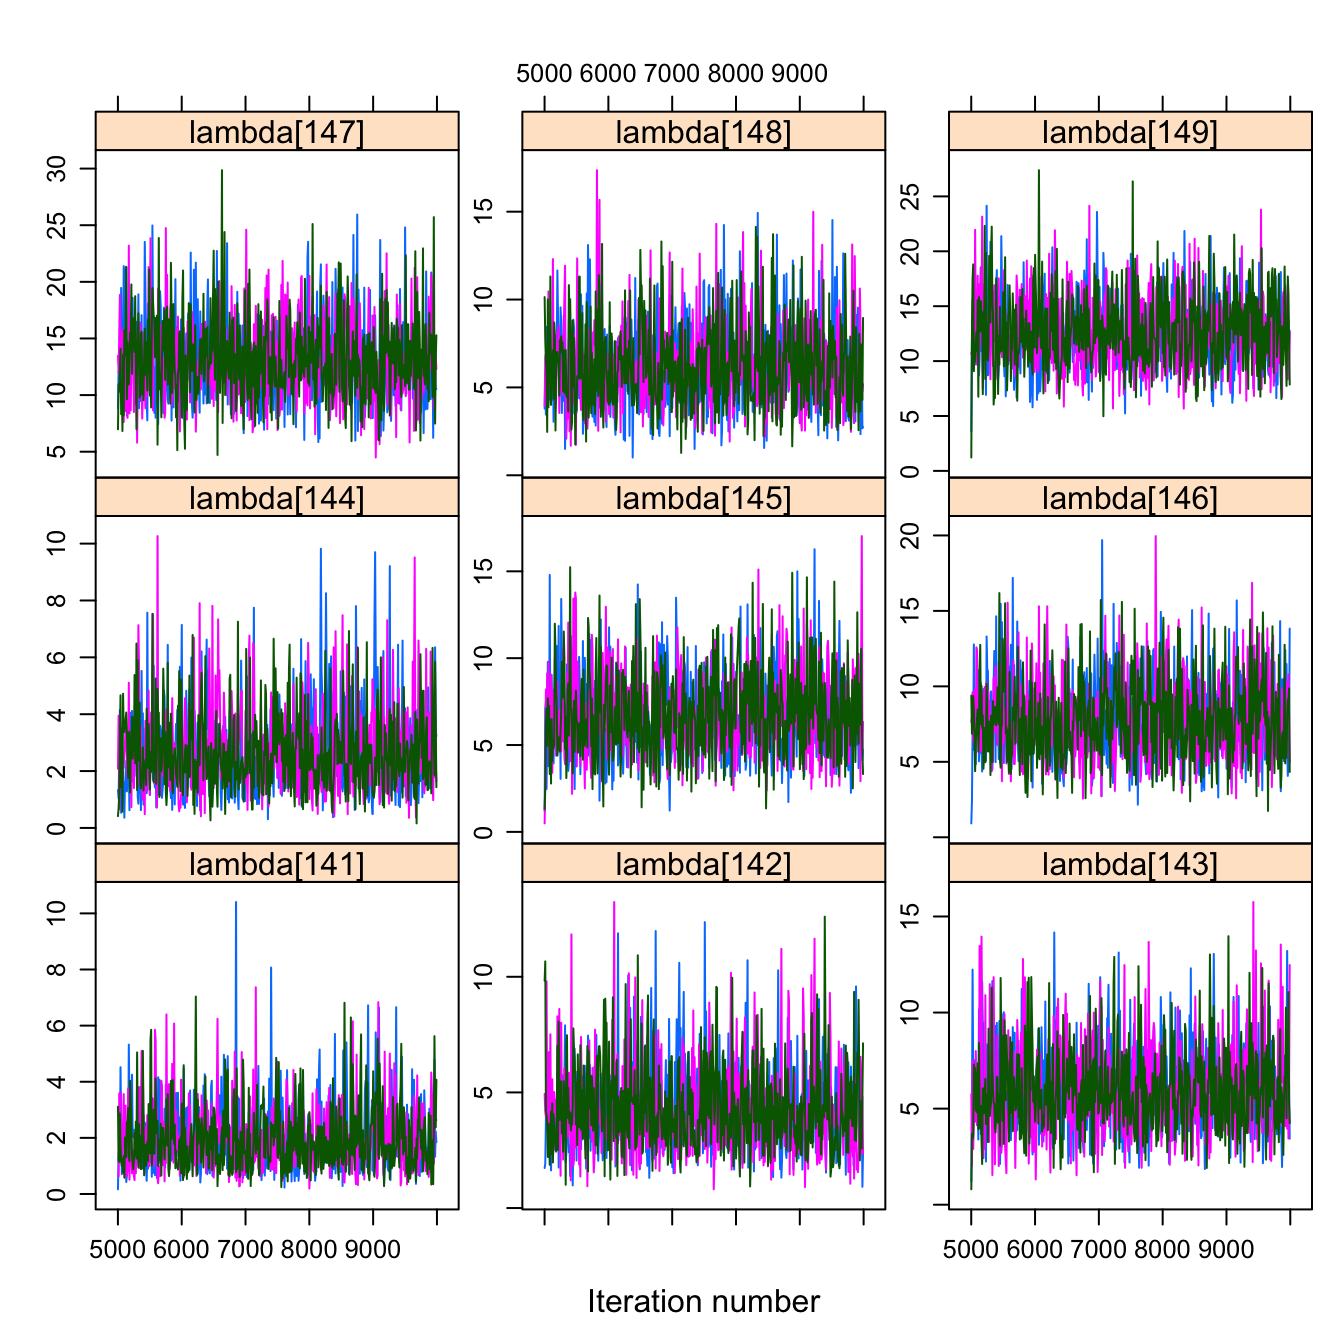 5000 6000 7000 8000 9000
lambda[147] lambda[148] lambda[149]
5 10 15 20 25 30
5 10 15
0 5 10 15 20 25
lambda[144] lambda[145] lambda[146]
0 2 4 6 8 10
0 5 10 15
5 10 15 20
lambda[141] lambda[142] lambda[143]
0 2 4 6 8 10
5 10
5 10 15
5000 6000 7000 8000 9000 5000 6000 7000 8000 9000
Iteration number